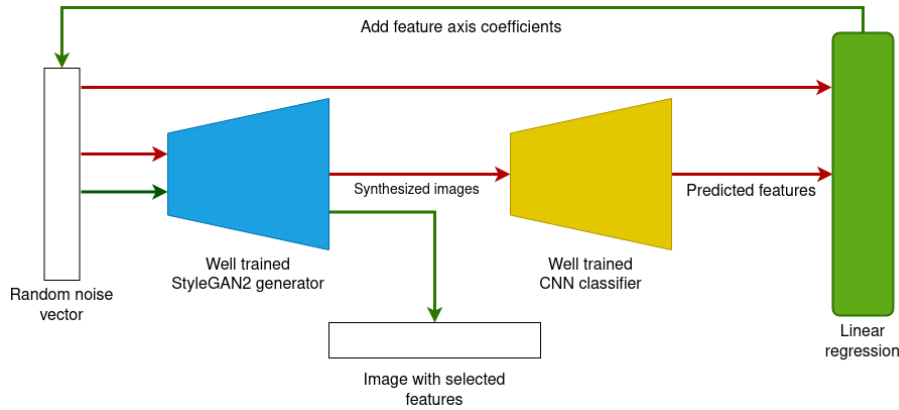 Add feature axis coefficients
Synthesized images
Predicted features
Well trained
StyleGAN2 generator
Well trained
CNN classifier
Random noise
vector
Linear
regression
Image with selected
features